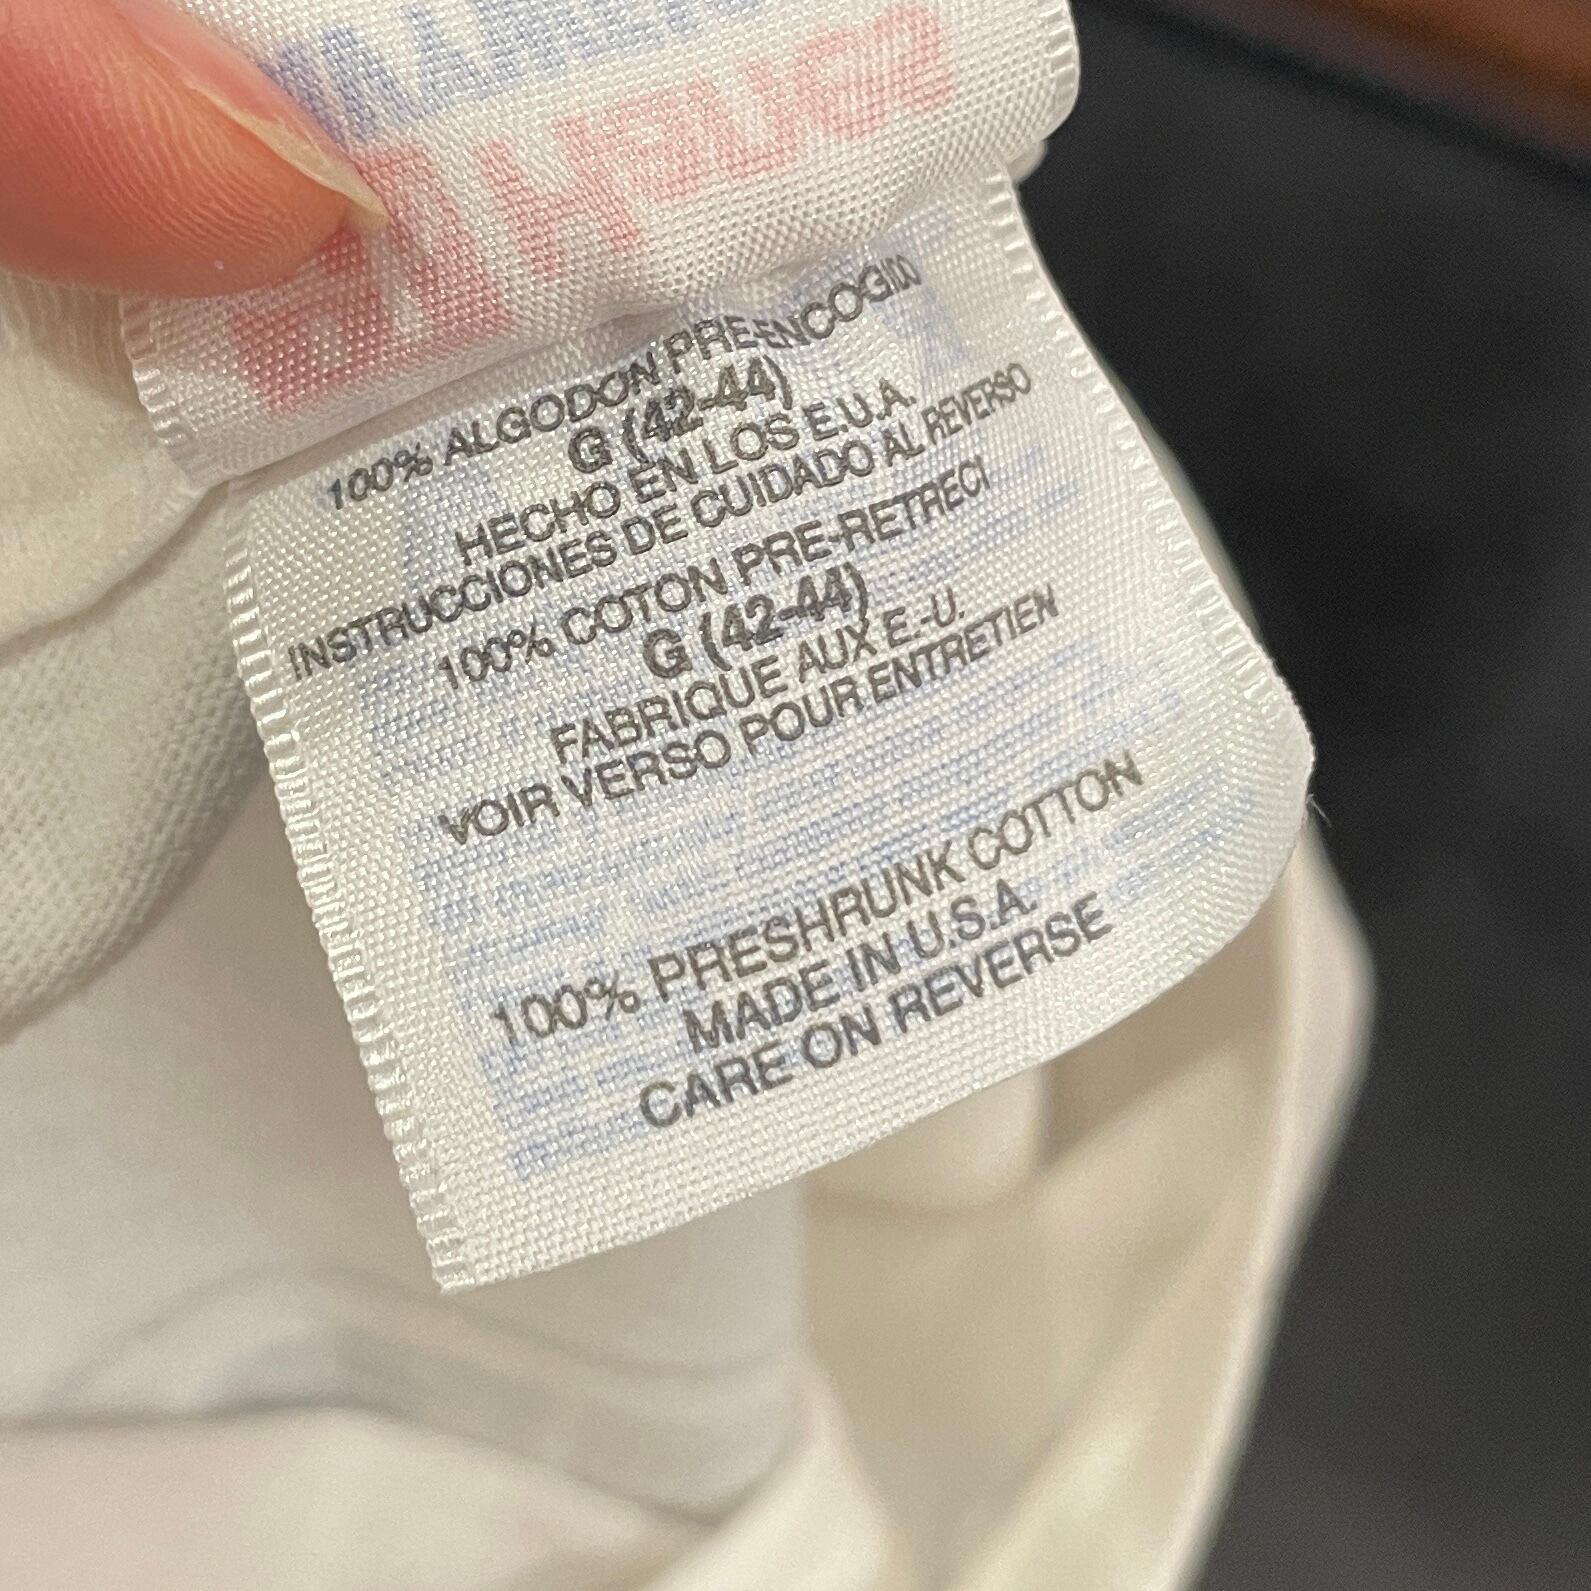 100% ALGODON PRE-ENCOGIDO
G (42-44)
HECHO EN LOS E.U.A.
INSTRUCCIONES DE CUIDADO AL REVERSO
100% COTON PRE-RETRECI
G (42-44)
FABRIQUE AUX E.-U.
VOIR VERSO POUR ENTRETIEN
100% PRESHRUNK COTTON
MADE IN U.S.A.
CARE ON REVERSE